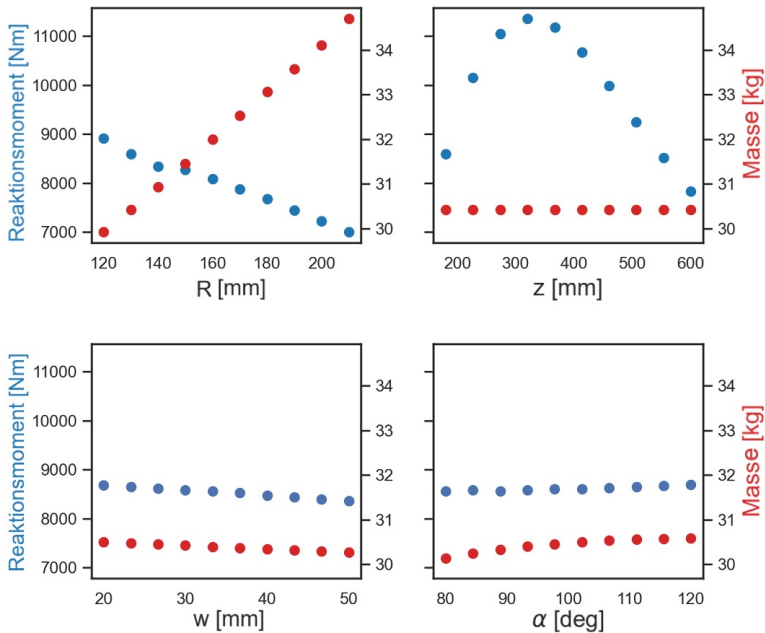 11000
10000
9000
8000
7000
Reaktionsmoment [Nm]
34
33
32
31
30
120 140 160 180 200
R [mm]
34
33
32
31
30
Masse [kg]
200 300 400 500 600
z [mm]
11000
10000
9000
8000
7000
Reaktionsmoment [Nm]
34
33
32
31
30
20 30 40 50
w [mm]
34
33
32
31
30
Masse [kg]
80 90 100 110 120
α [deg]